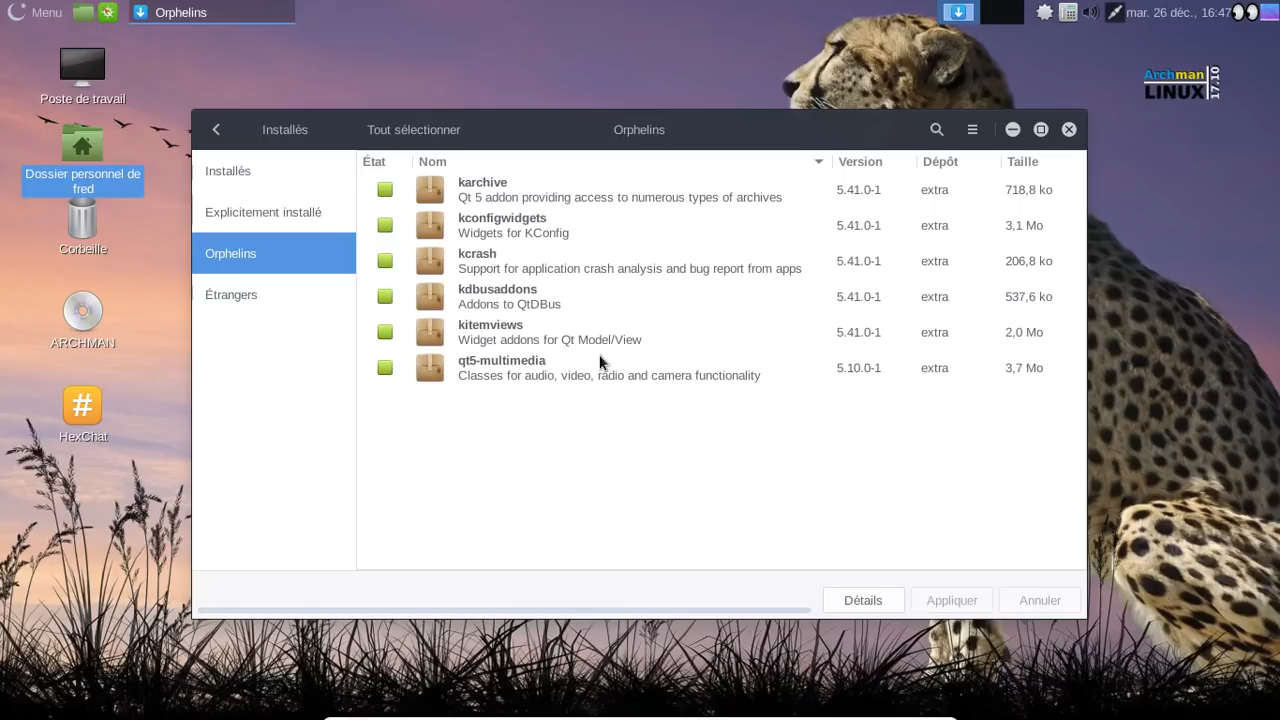 Menu
Orphelins
mar. 26 déc., 16:47
Poste de travail
Dossier personnel de
fred
Corbeille
ARCHMAN
#
HexChat
Archman
LINUX
17.10
Installés
Tout sélectionner
Orphelins
Installés
Explicitement installé
Orphelins
Étrangers
État Nom Version Dépôt Taille
karchive
Qt 5 addon providing access to numerous types of archives
5.41.0-1 extra 718,8 ko
kconfigwidgets
Widgets for KConfig
5.41.0-1 extra 3,1 Mo
kcrash
Support for application crash analysis and bug report from apps
5.41.0-1 extra 206,8 ko
kdbusaddons
Addons to QtDBus
5.41.0-1 extra 537,6 ko
kitemviews
Widget addons for Qt Model/View
5.41.0-1 extra 2,0 Mo
qt5-multimedia
Classes for audio, video, radio and camera functionality
5.10.0-1 extra 3,7 Mo
Détails
Appliquer
Annuler